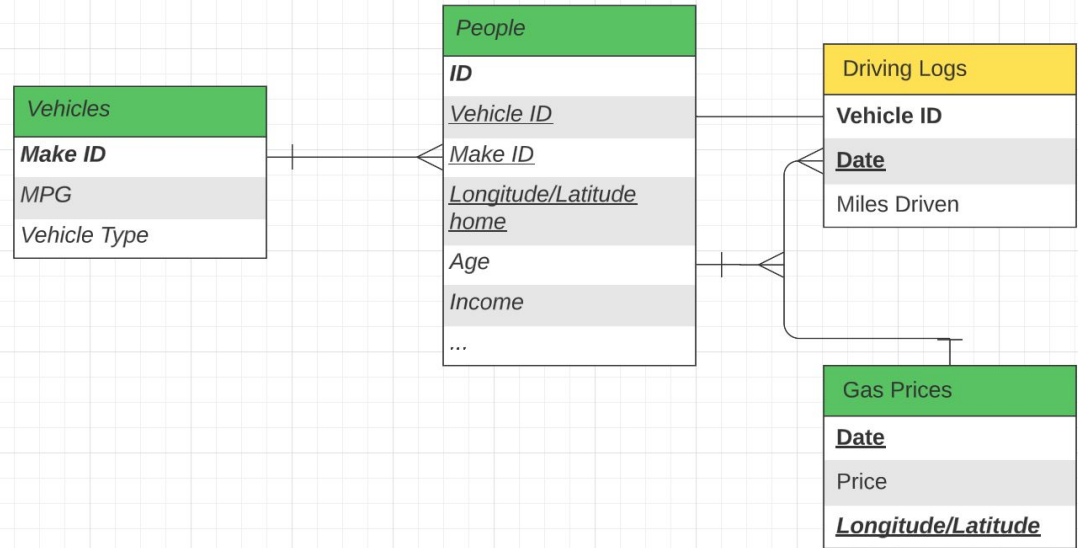 Vehicles
Make ID
MPG
Vehicle Type
People
ID
Vehicle ID
Make ID
Longitude/Latitude
home
Age
Income
...
Driving Logs
Vehicle ID
Date
Miles Driven
Gas Prices
Date
Price
Longitude/Latitude